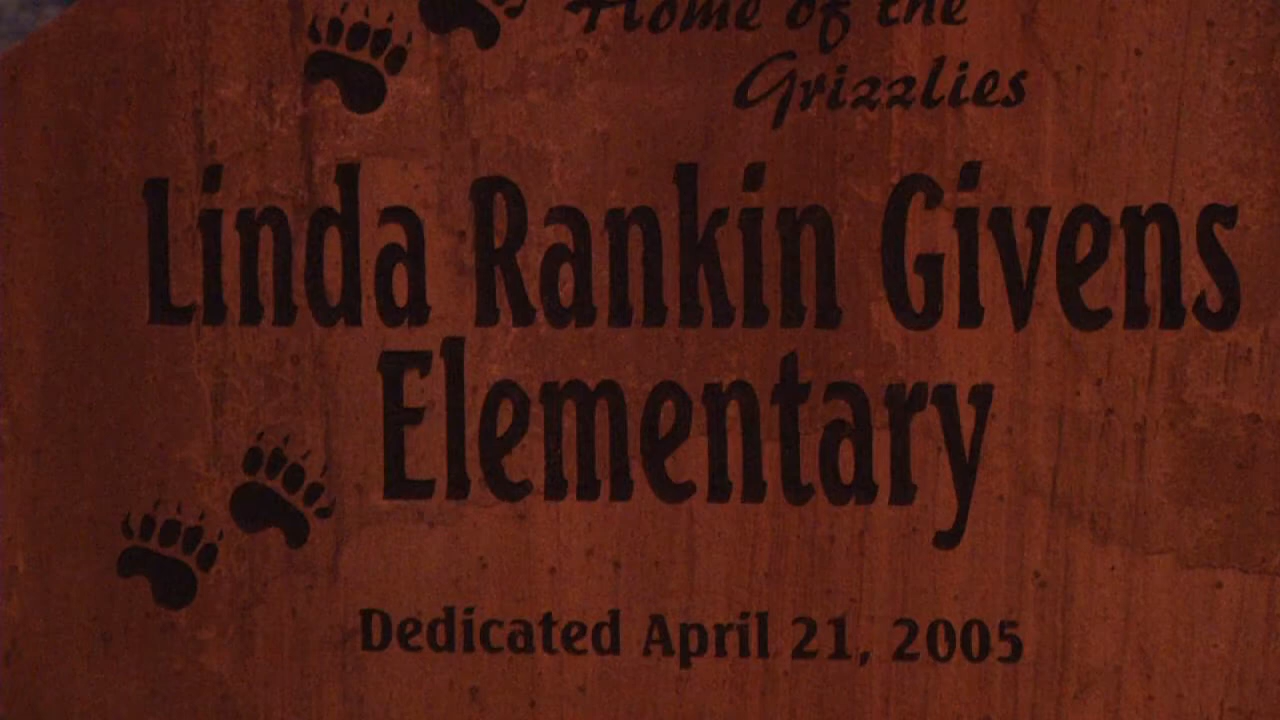 Home of the
Grizzlies
Linda Rankin Givens
Elementary
Dedicated April 21, 2005